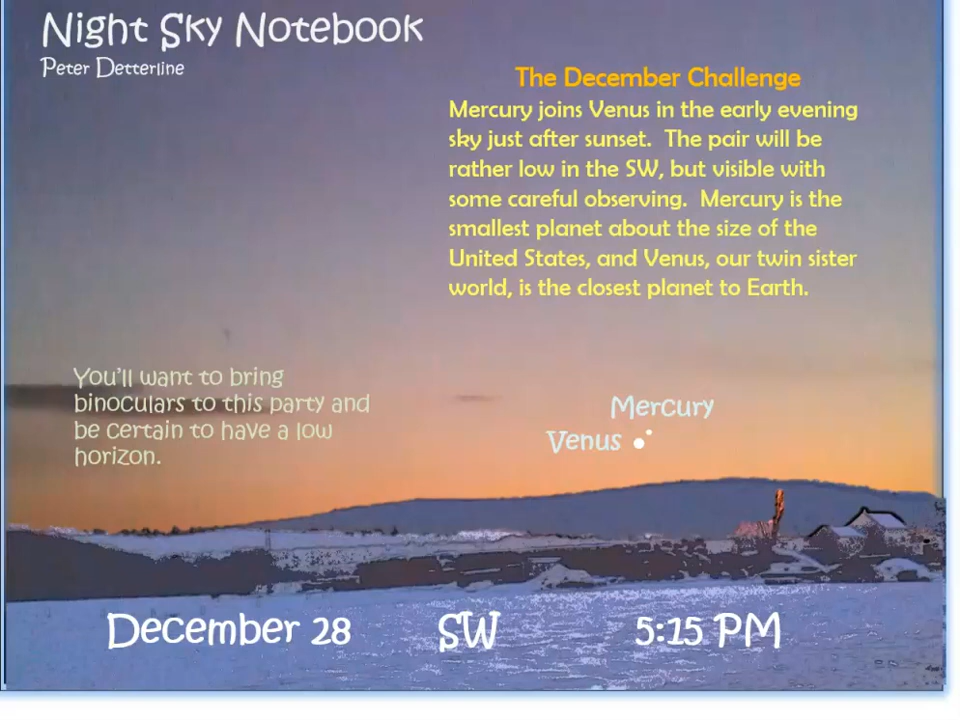 Night Sky Notebook
Peter Detterline
The December Challenge
Mercury joins Venus in the early evening
sky just after sunset.  The pair will be
rather low in the SW, but visible with
some careful observing.  Mercury is the
smallest planet about the size of the
United States, and Venus, our twin sister
world, is the closest planet to Earth.
You'll want to bring
binoculars to this party and
be certain to have a low
horizon.
Mercury
Venus
December 28 SW 5:15 PM